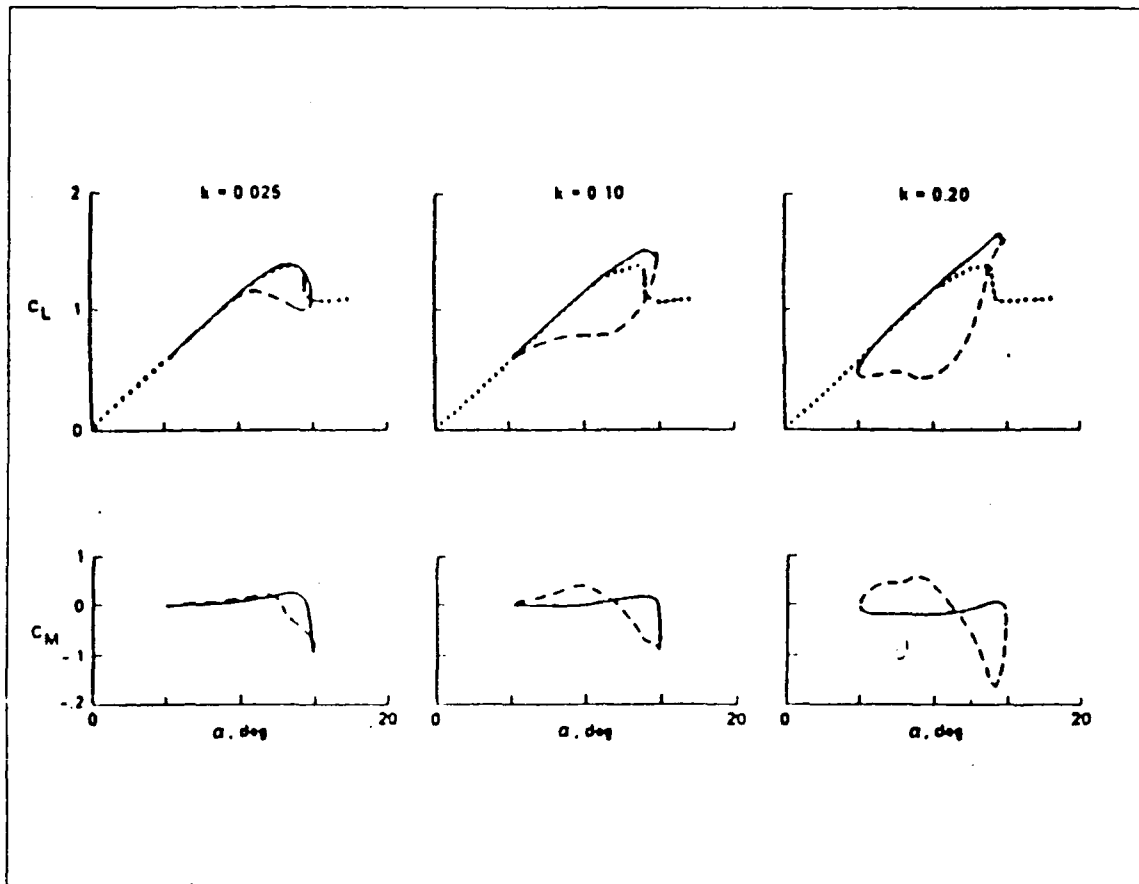 k = 0.025
k = 0.10
k = 0.20
2
1
0
C_L
.1
0
-.1
-.2
C_M
0
20
α, deg
0
20
α, deg
0
20
α, deg